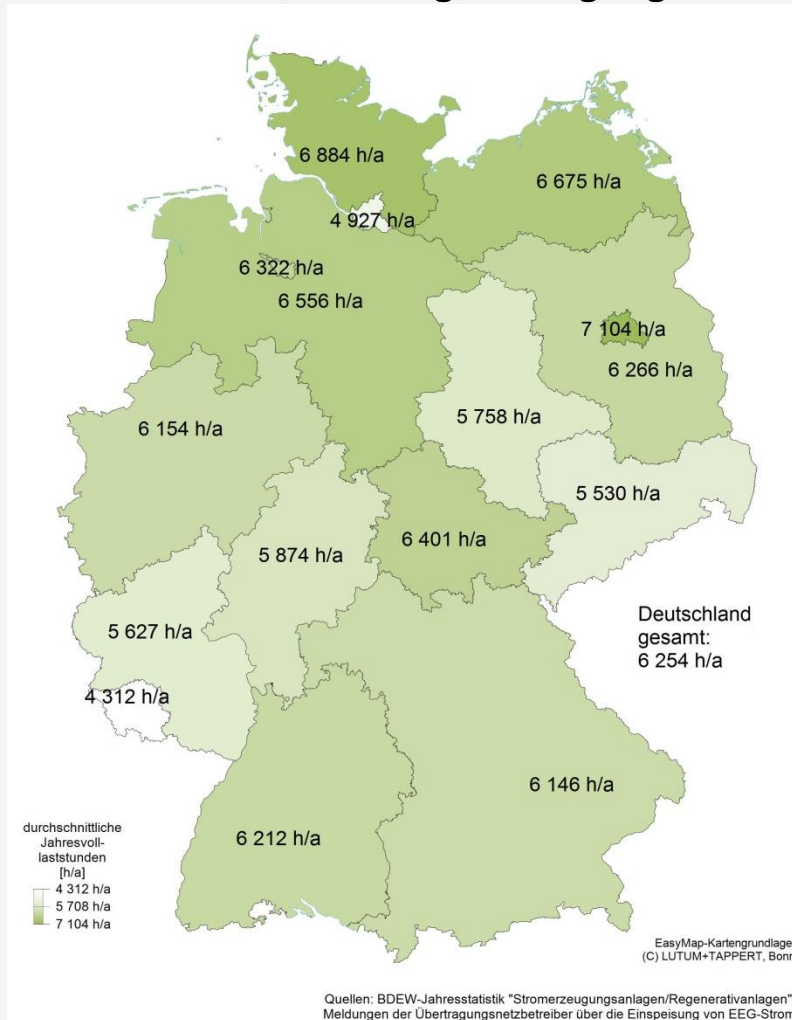 6 884 h/a
6 675 h/a
4 927 h/a
6 322 h/a
6 556 h/a
7 104 h/a
6 266 h/a
6 154 h/a
5 758 h/a
5 530 h/a
5 874 h/a
6 401 h/a
5 627 h/a
Deutschland
gesamt:
6 254 h/a
4 312 h/a
6 146 h/a
6 212 h/a
durchschnittliche
Jahresvoll-
laststunden
[h/a]
4 312 h/a
5 708 h/a
7 104 h/a
EasyMap-Kartengrundlage
(C) LUTUM+TAPPERT, Bonn
Quellen: BDEW-Jahresstatistik "Stromerzeugungsanlagen/Regenerativanlagen"
Meldungen der Übertragungsnetzbetreiber über die Einspeisung von EEG-Strom